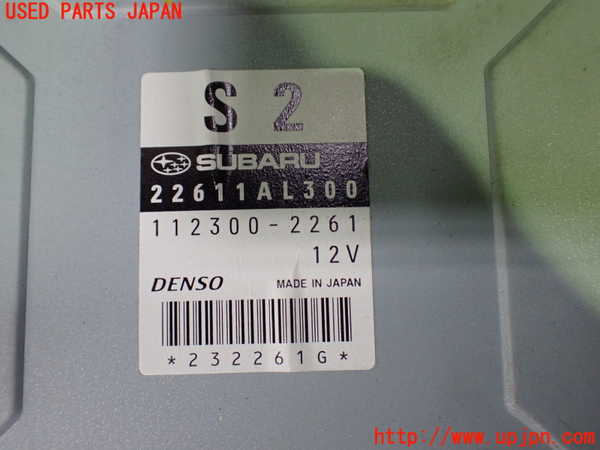 USED PARTS JAPAN
S 2
SUBARU
22611AL300
112300-2261
12V
DENSO MADE IN JAPAN
*232261G*
http://www.upjpn.com